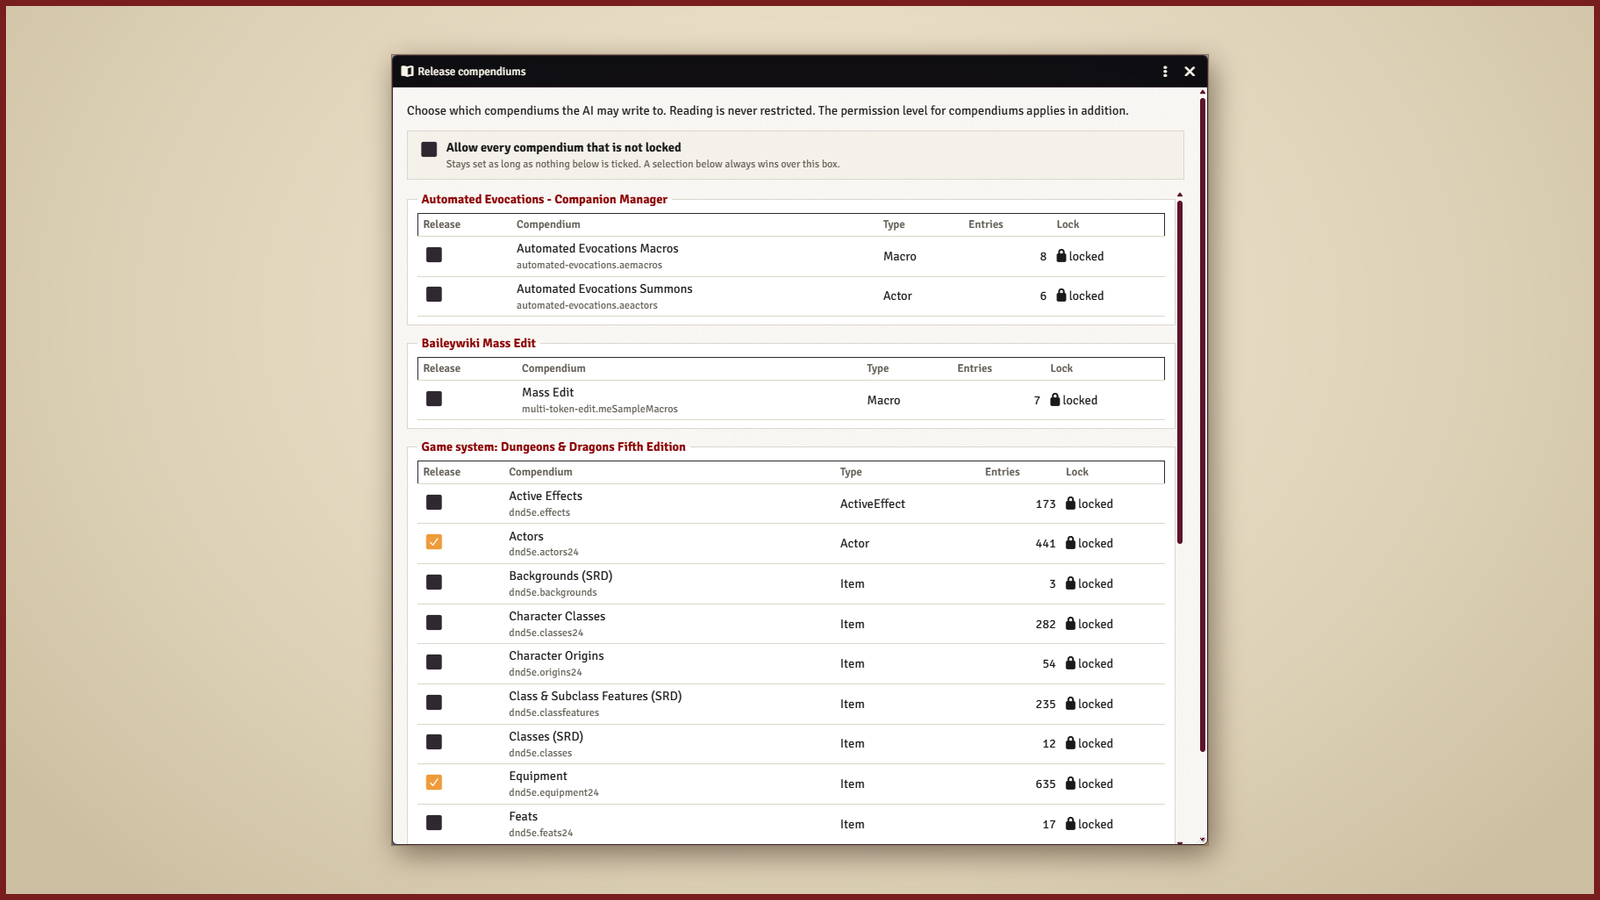 Release compendiums
Choose which compendiums the AI may write to. Reading is never restricted. The permission level for compendiums applies in addition.
Allow every compendium that is not locked
Stays set as long as nothing below is ticked. A selection below always wins over this box.
Automated Evocations - Companion Manager
Release Compendium Type Entries Lock
Automated Evocations Macros Macro 8 locked
automated-evocations.aemacros
Automated Evocations Summons Actor 6 locked
automated-evocations.aeactors
Baileywiki Mass Edit
Release Compendium Type Entries Lock
Mass Edit Macro 7 locked
multi-token-edit.meSampleMacros
Game system: Dungeons & Dragons Fifth Edition
Release Compendium Type Entries Lock
Active Effects ActiveEffect 173 locked
dnd5e.effects
Actors Actor 441 locked
dnd5e.actors24
Backgrounds (SRD) Item 3 locked
dnd5e.backgrounds
Character Classes Item 282 locked
dnd5e.classes24
Character Origins Item 54 locked
dnd5e.origins24
Class & Subclass Features (SRD) Item 235 locked
dnd5e.classfeatures
Classes (SRD) Item 12 locked
dnd5e.classes
Equipment Item 635 locked
dnd5e.equipment24
Feats Item 17 locked
dnd5e.feats24